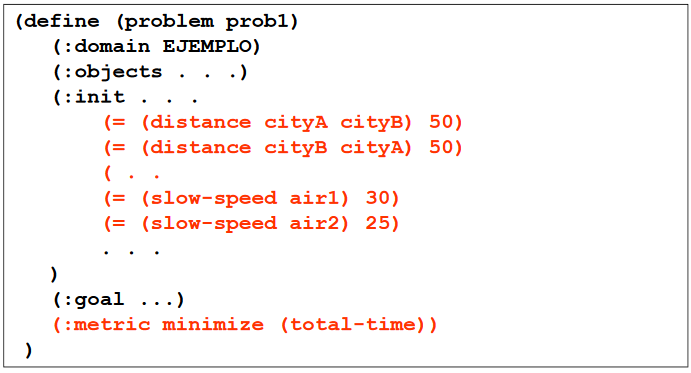 (define (problem prob1)
(:domain EJEMPLO)
(:objects . . .)
(:init . . .
(= (distance cityA cityB) 50)
(= (distance cityB cityA) 50)
( . .
(= (slow-speed air1) 30)
(= (slow-speed air2) 25)
. . .
)
(:goal ...)
(:metric minimize (total-time))
)